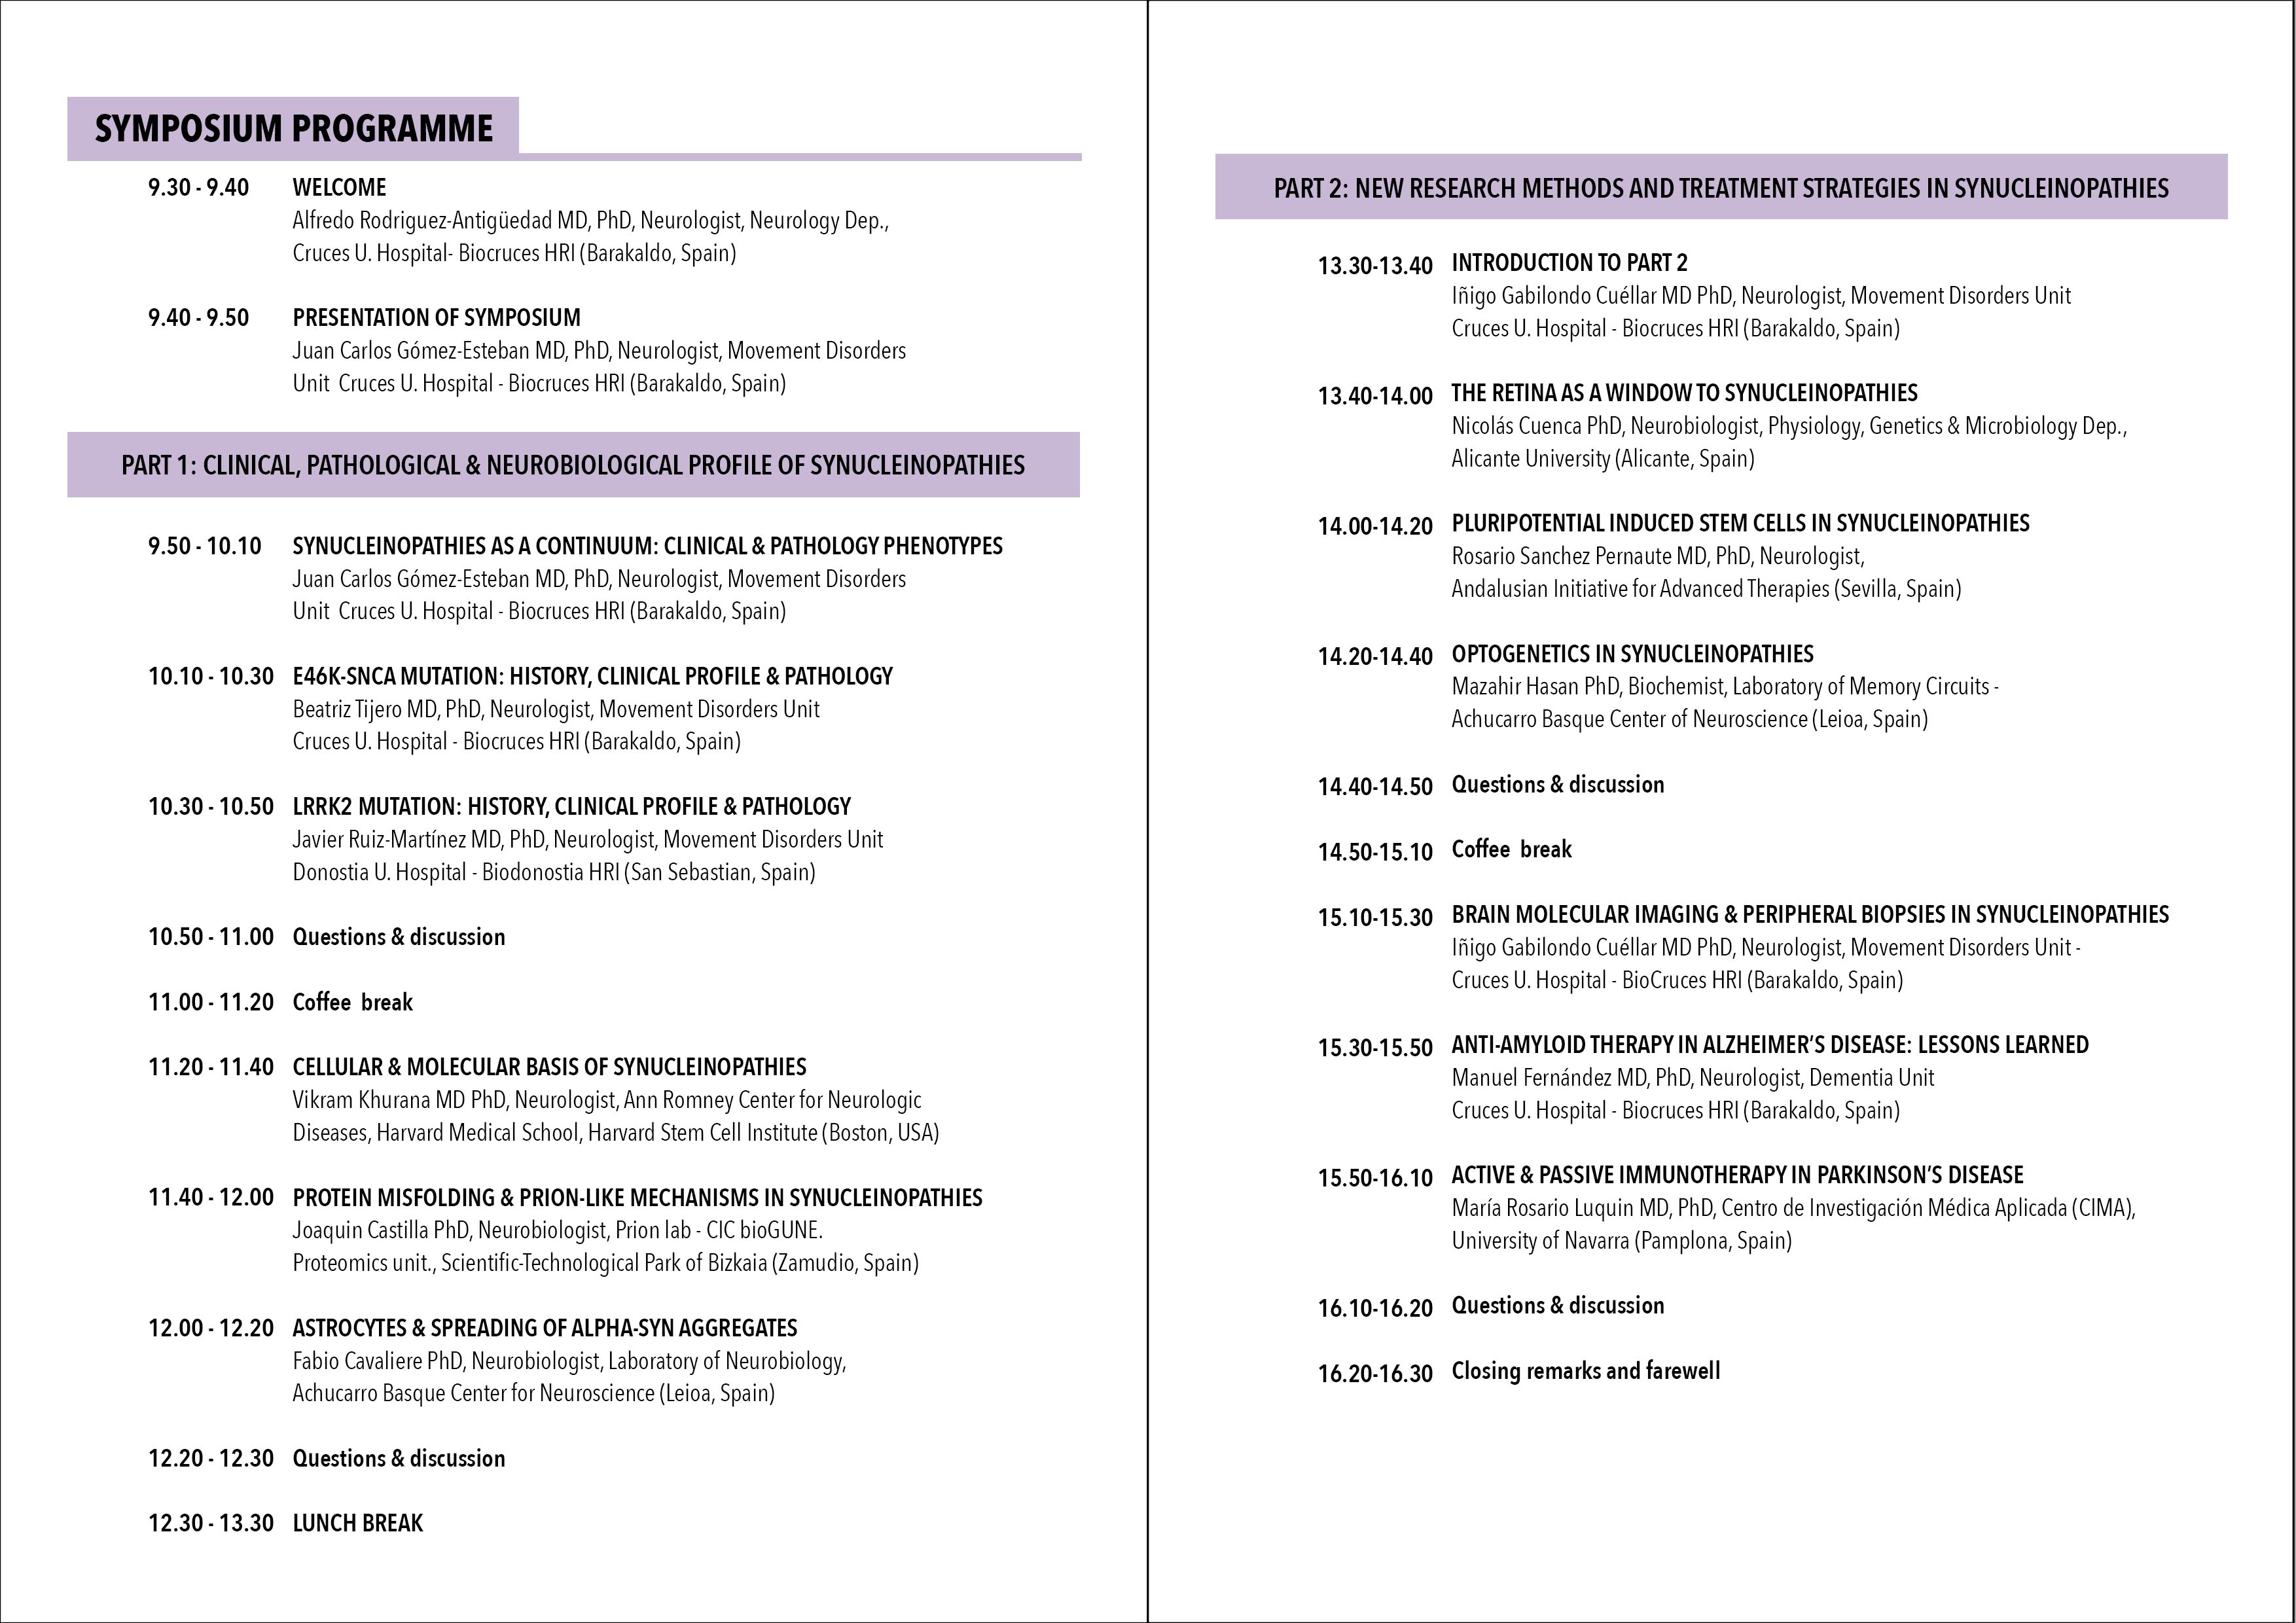 SYMPOSIUM PROGRAMME
9.30 - 9.40 WELCOME
Alfredo Rodriguez-Antigüedad MD, PhD, Neurologist, Neurology Dep.,
Cruces U. Hospital- Biocruces HRI (Barakaldo, Spain)
9.40 - 9.50 PRESENTATION OF SYMPOSIUM
Juan Carlos Gómez-Esteban MD, PhD, Neurologist, Movement Disorders
Unit Cruces U. Hospital - Biocruces HRI (Barakaldo, Spain)
PART 1: CLINICAL, PATHOLOGICAL & NEUROBIOLOGICAL PROFILE OF SYNUCLEINOPATHIES
9.50 - 10.10 SYNUCLEINOPATHIES AS A CONTINUUM: CLINICAL & PATHOLOGY PHENOTYPES
Juan Carlos Gómez-Esteban MD, PhD, Neurologist, Movement Disorders
Unit Cruces U. Hospital - Biocruces HRI (Barakaldo, Spain)
10.10 - 10.30 E46K-SNCA MUTATION: HISTORY, CLINICAL PROFILE & PATHOLOGY
Beatriz Tijero MD, PhD, Neurologist, Movement Disorders Unit
Cruces U. Hospital - Biocruces HRI (Barakaldo, Spain)
10.30 - 10.50 LRRK2 MUTATION: HISTORY, CLINICAL PROFILE & PATHOLOGY
Javier Ruiz-Martínez MD, PhD, Neurologist, Movement Disorders Unit
Donostia U. Hospital - Biodonostia HRI (San Sebastian, Spain)
10.50 - 11.00 Questions & discussion
11.00 - 11.20 Coffee break
11.20 - 11.40 CELLULAR & MOLECULAR BASIS OF SYNUCLEINOPATHIES
Vikram Khurana MD PhD, Neurologist, Ann Romney Center for Neurologic
Diseases, Harvard Medical School, Harvard Stem Cell Institute (Boston, USA)
11.40 - 12.00 PROTEIN MISFOLDING & PRION-LIKE MECHANISMS IN SYNUCLEINOPATHIES
Joaquin Castilla PhD, Neurobiologist, Prion lab - CIC bioGUNE.
Proteomics unit., Scientific-Technological Park of Bizkaia (Zamudio, Spain)
12.00 - 12.20 ASTROCYTES & SPREADING OF ALPHA-SYN AGGREGATES
Fabio Cavaliere PhD, Neurobiologist, Laboratory of Neurobiology,
Achucarro Basque Center for Neuroscience (Leioa, Spain)
12.20 - 12.30 Questions & discussion
12.30 - 13.30 LUNCH BREAK
PART 2: NEW RESEARCH METHODS AND TREATMENT STRATEGIES IN SYNUCLEINOPATHIES
13.30-13.40 INTRODUCTION TO PART 2
Iñigo Gabilondo Cuéllar MD PhD, Neurologist, Movement Disorders Unit
Cruces U. Hospital - Biocruces HRI (Barakaldo, Spain)
13.40-14.00 THE RETINA AS A WINDOW TO SYNUCLEINOPATHIES
Nicolás Cuenca PhD, Neurobiologist, Physiology, Genetics & Microbiology Dep.,
Alicante University (Alicante, Spain)
14.00-14.20 PLURIPOTENTIAL INDUCED STEM CELLS IN SYNUCLEINOPATHIES
Rosario Sanchez Pernaute MD, PhD, Neurologist,
Andalusian Initiative for Advanced Therapies (Sevilla, Spain)
14.20-14.40 OPTOGENETICS IN SYNUCLEINOPATHIES
Mazahir Hasan PhD, Biochemist, Laboratory of Memory Circuits -
Achucarro Basque Center of Neuroscience (Leioa, Spain)
14.40-14.50 Questions & discussion
14.50-15.10 Coffee break
15.10-15.30 BRAIN MOLECULAR IMAGING & PERIPHERAL BIOPSIES IN SYNUCLEINOPATHIES
Iñigo Gabilondo Cuéllar MD PhD, Neurologist, Movement Disorders Unit -
Cruces U. Hospital - BioCruces HRI (Barakaldo, Spain)
15.30-15.50 ANTI-AMYLOID THERAPY IN ALZHEIMER’S DISEASE: LESSONS LEARNED
Manuel Fernández MD, PhD, Neurologist, Dementia Unit
Cruces U. Hospital - Biocruces HRI (Barakaldo, Spain)
15.50-16.10 ACTIVE & PASSIVE IMMUNOTHERAPY IN PARKINSON’S DISEASE
María Rosario Luquin MD, PhD, Centro de Investigación Médica Aplicada (CIMA),
University of Navarra (Pamplona, Spain)
16.10-16.20 Questions & discussion
16.20-16.30 Closing remarks and farewell